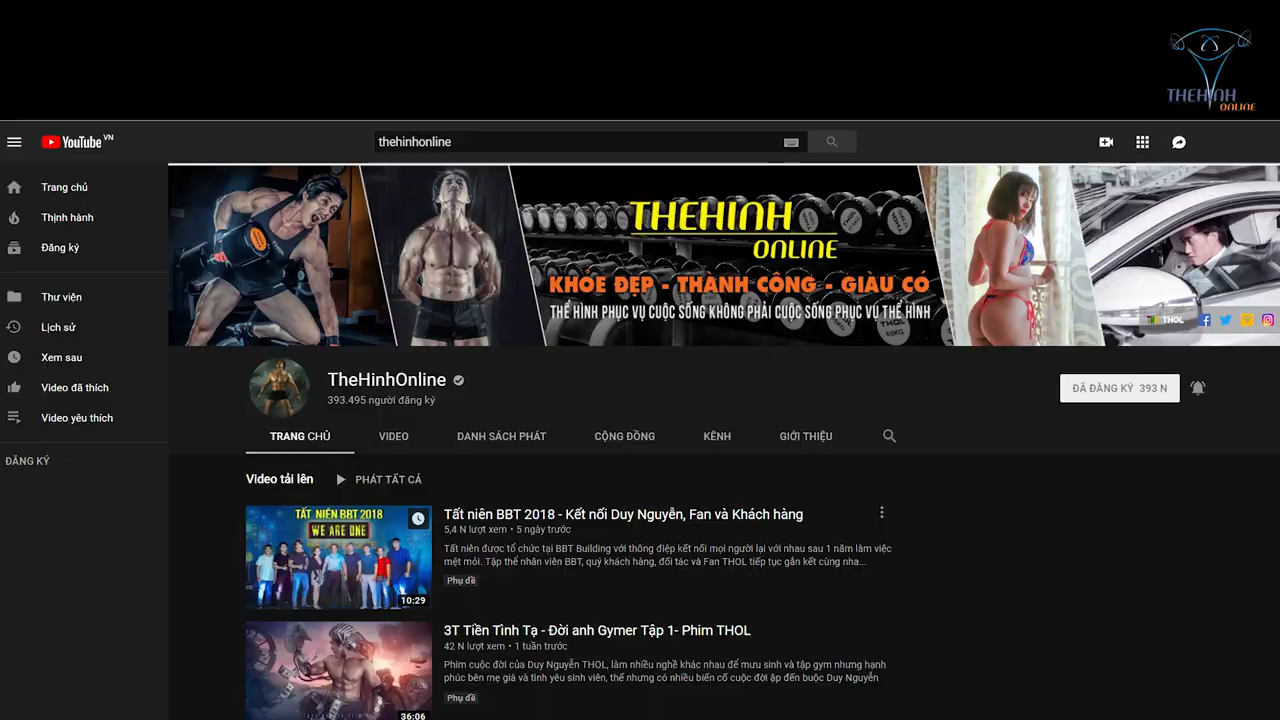 THEHINH
ONLINE
YouTube VN
thehinhonline
Trang chủ
Thịnh hành
Đăng ký
Thư viện
Lịch sử
Xem sau
Video đã thích
Video yêu thích
ĐĂNG KÝ
THEHINH
ONLINE
KHỎE ĐẸP - THÀNH CÔNG - GIÀU CÓ
THỂ HÌNH PHỤC VỤ CUỘC SỐNG KHÔNG PHẢI CUỘC SỐNG PHỤC VỤ THỂ HÌNH
THOL
TheHinhOnline
393.495 người đăng ký
ĐÃ ĐĂNG KÝ 393 N
TRANG CHỦ
VIDEO
DANH SÁCH PHÁT
CỘNG ĐỒNG
KÊNH
GIỚI THIỆU
Video tải lên
PHÁT TẤT CẢ
TẤT NIÊN BBT 2018
WE ARE ONE
10:29
Tất niên BBT 2018 - Kết nối Duy Nguyễn, Fan và Khách hàng
5,4 N lượt xem • 5 ngày trước
Tất niên được tổ chức tại BBT Building với thông điệp kết nối mọi người lại với nhau sau 1 năm làm việc
mệt mỏi. Tập thể nhân viên BBT, quý khách hàng, đối tác và Fan THOL tiếp tục gắn kết cùng nha...
Phụ đề
36:06
3T Tiền Tình Tạ - Đời anh Gymer Tập 1- Phim THOL
42 N lượt xem • 1 tuần trước
Phim cuộc đời của Duy Nguyễn THOL, làm nhiều nghề khác nhau để mưu sinh và tập gym nhưng hạnh
phúc bên mẹ già và tình yêu sinh viên, thế nhưng có nhiều biến cố cuộc đời ập đến buộc Duy Nguyễn
Phụ đề